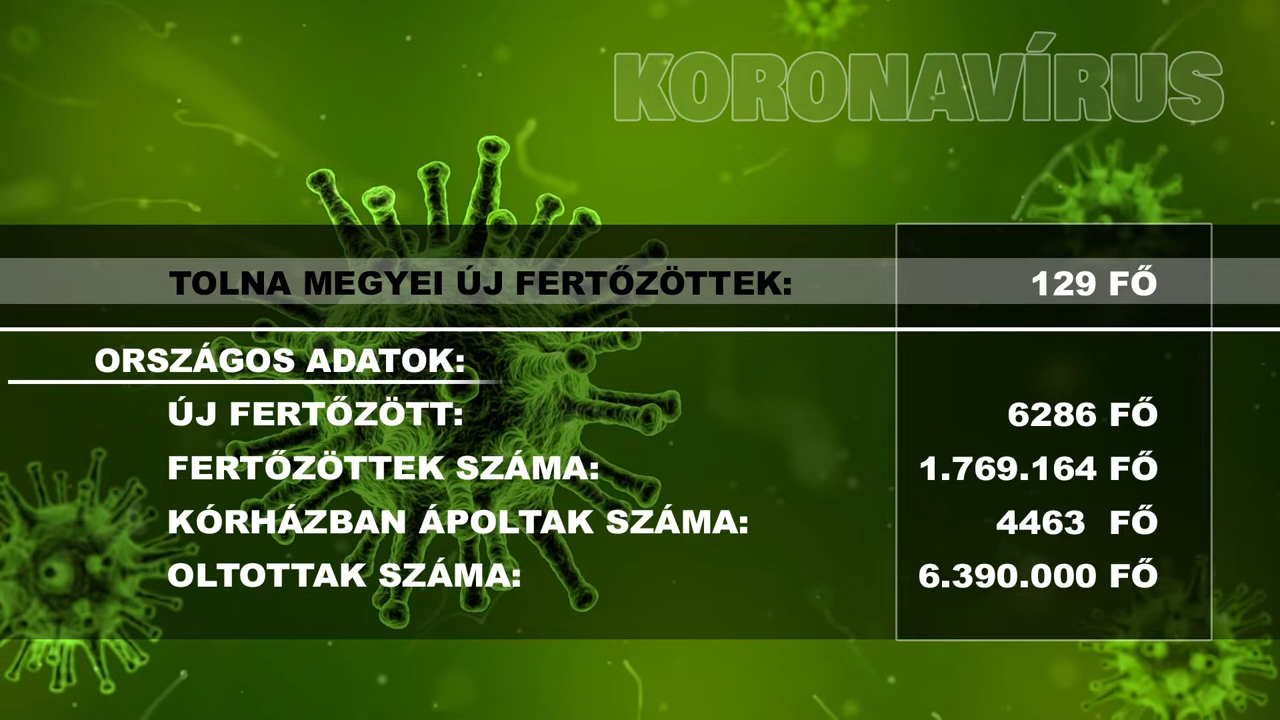 KORONAVÍRUS
TOLNA MEGYEI ÚJ FERTŐZÖTTEK: 129 FŐ
ORSZÁGOS ADATOK:
ÚJ FERTŐZÖTT: 6286 FŐ
FERTŐZÖTTEK SZÁMA: 1.769.164 FŐ
KÓRHÁZBAN ÁPOLTAK SZÁMA: 4463 FŐ
OLTOTTAK SZÁMA: 6.390.000 FŐ